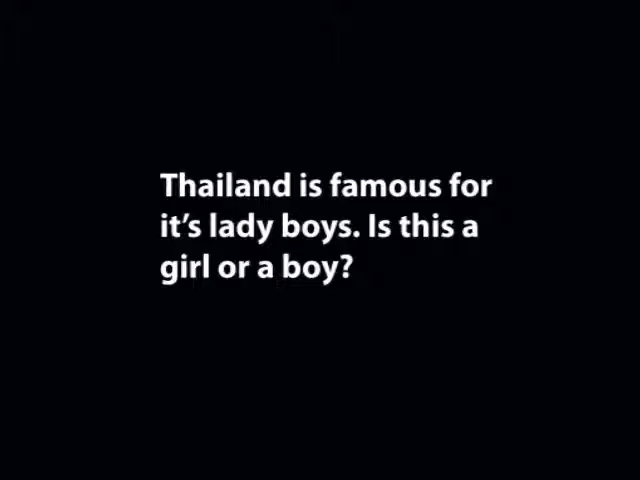 Thailand is famous for
it’s lady boys. Is this a
girl or a boy?